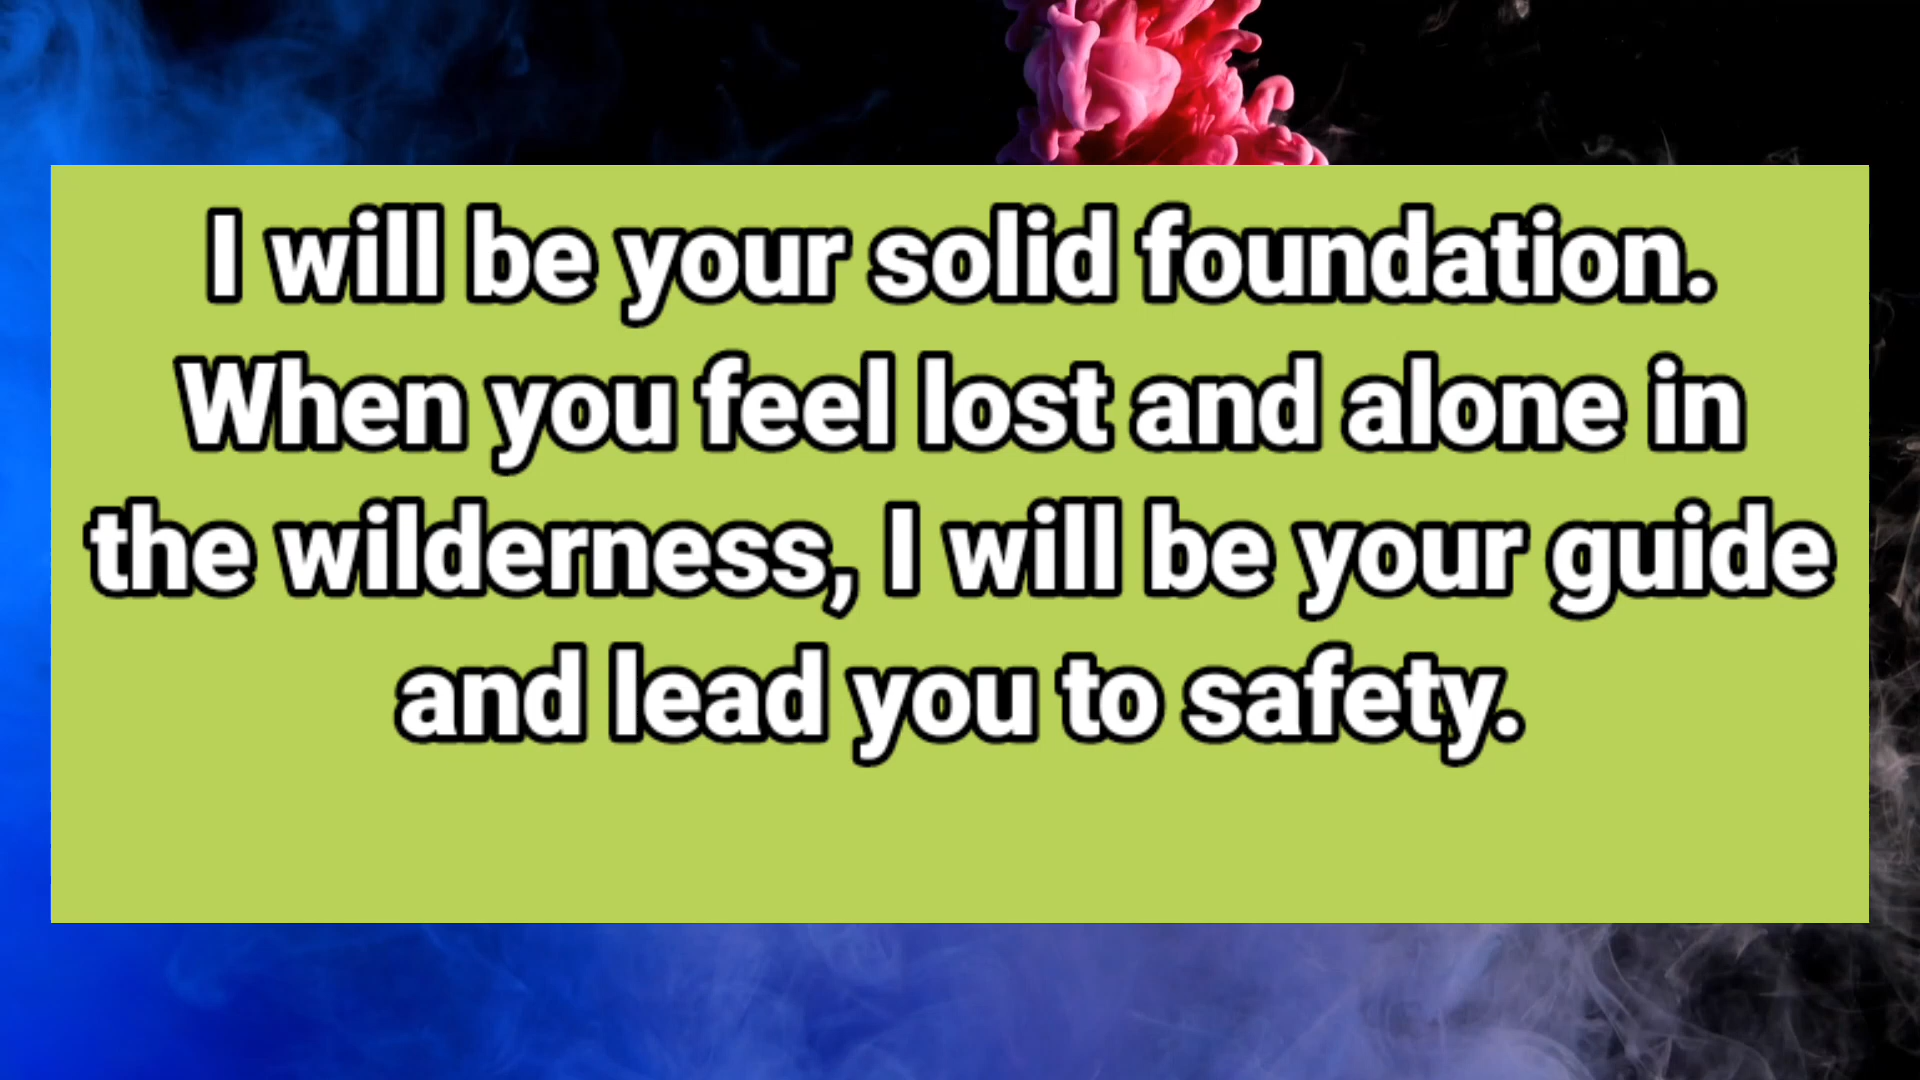 I will be your solid foundation.
When you feel lost and alone in
the wilderness, I will be your guide
and lead you to safety.